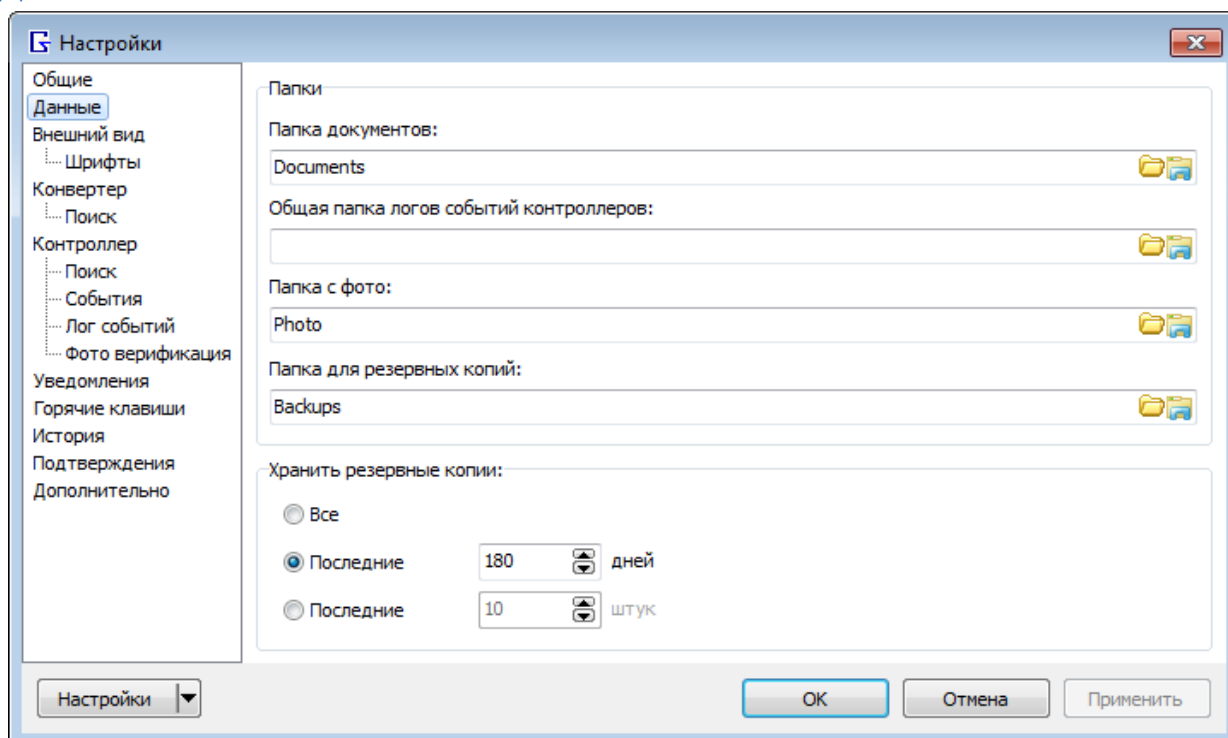 Настройки
Общие
Данные
Внешний вид
Шрифты
Конвертер
Поиск
Контроллер
Поиск
События
Лог событий
Фото верификация
Уведомления
Горячие клавиши
История
Подтверждения
Дополнительно
Папки
Папка документов:
Documents
Общая папка логов событий контроллеров:
Папка с фото:
Photo
Папка для резервных копий:
Backups
Хранить резервные копии:
Все
Последние 180 дней
Последние 10 штук
Настройки
OK
Отмена
Применить